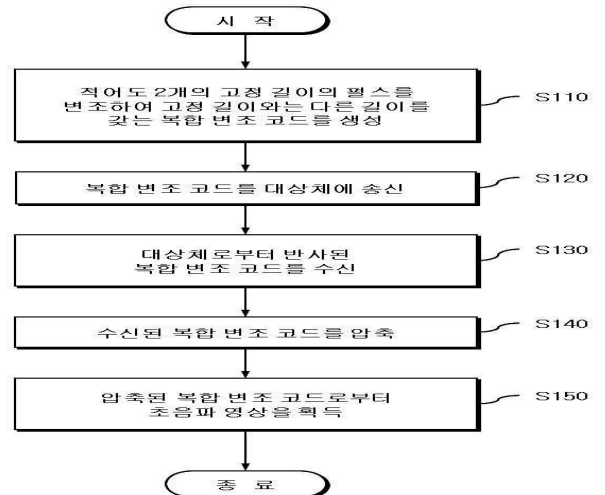 시 작
적어도 2개의 고정 길이의 펄스를
변조하여 고정 길이와는 다른 길이를
갖는 복합 변조 코드를 생성
S110
복합 변조 코드를 대상체에 송신
S120
대상체로부터 반사된
복합 변조 코드를 수신
S130
수신된 복합 변조 코드를 압축
S140
압축된 복합 변조 코드로부터
초음파 영상을 획득
S150
종 료